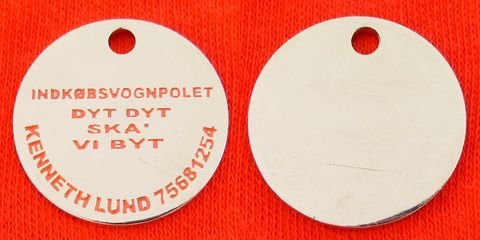 INDKØBSVOGNPOLET
DYT DYT
SKA'
VI BYT
KENNETH LUND 75681254